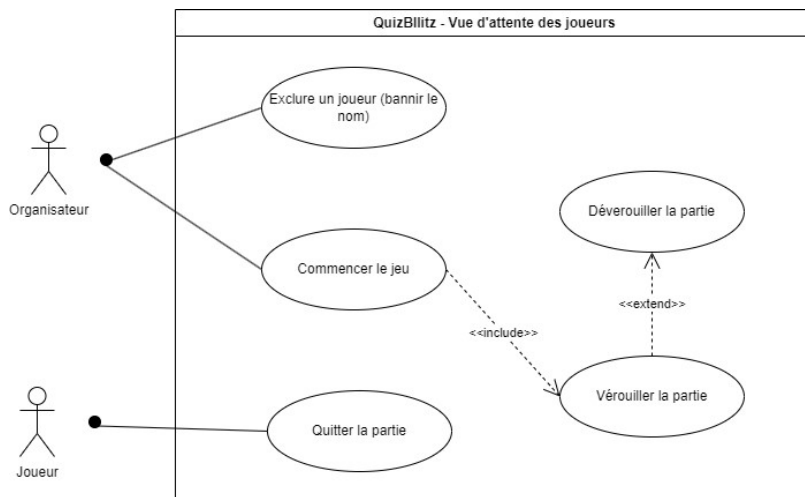 QuizBllitz - Vue d'attente des joueurs
Exclure un joueur (bannir le
nom)
Organisateur
Déverouiller la partie
Commencer le jeu
<<extend>>
<<include>>
Vérouiller la partie
Quitter la partie
Joueur